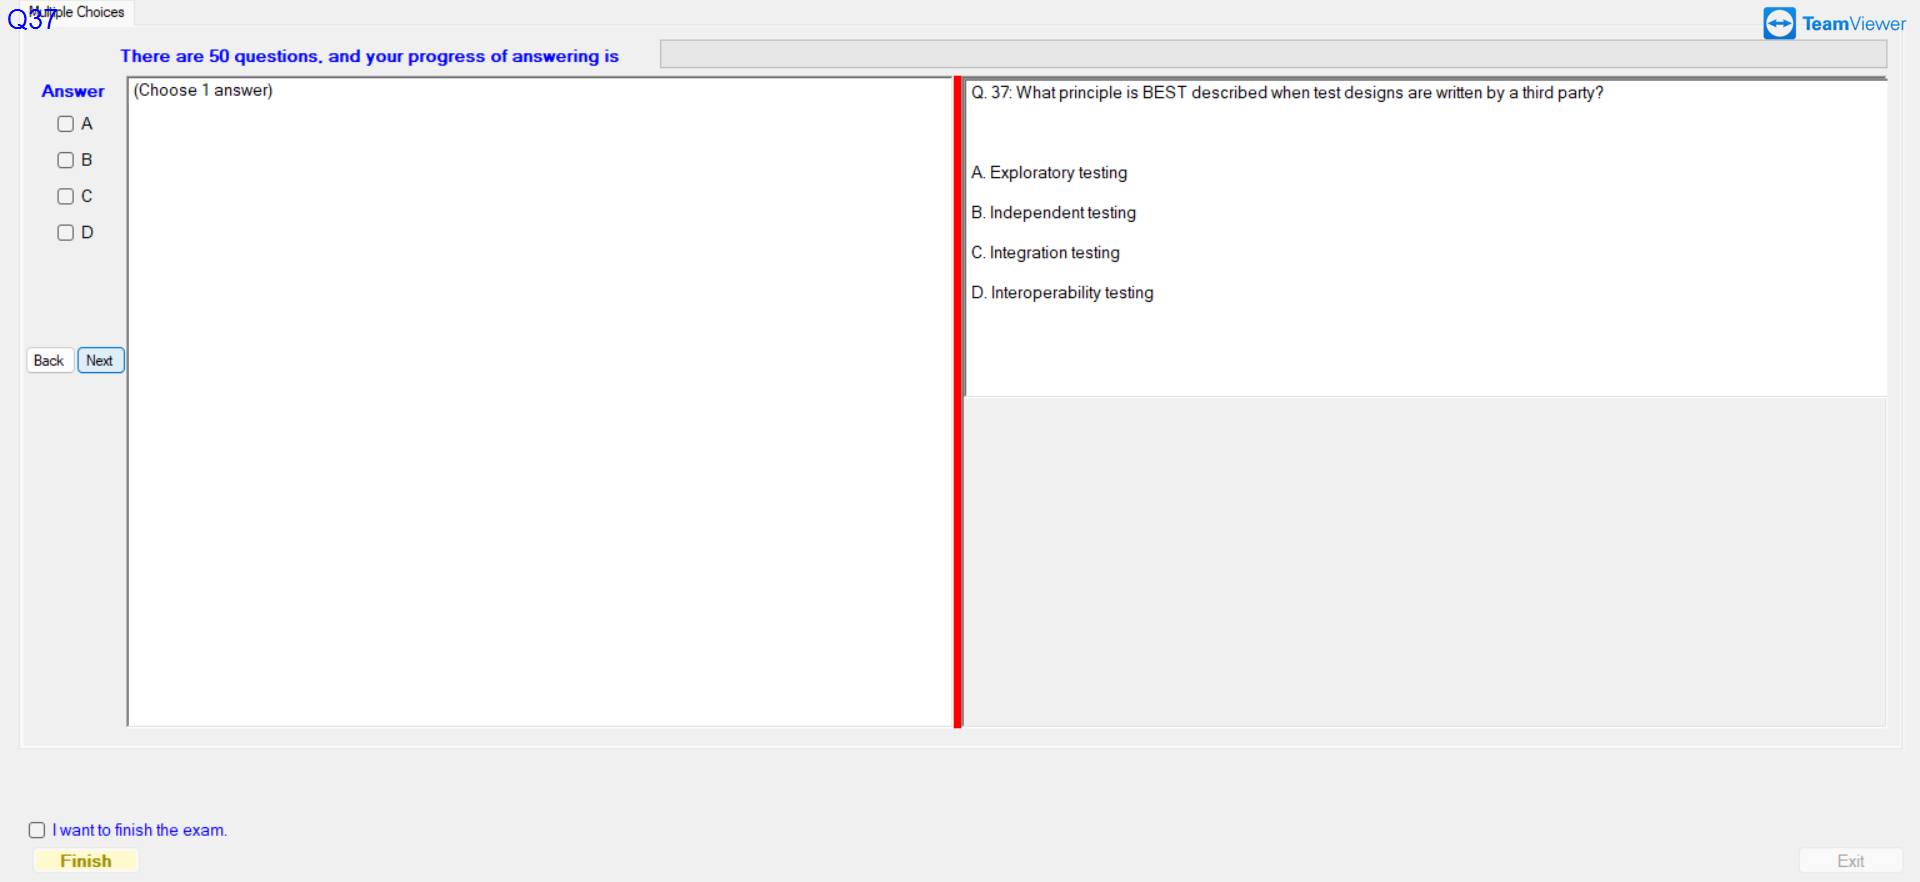 Multiple Choices
Q37
TeamViewer
There are 50 questions, and your progress of answering is
Answer
(Choose 1 answer)
A
B
C
D
Back Next
Q. 37: What principle is BEST described when test designs are written by a third party?
A. Exploratory testing
B. Independent testing
C. Integration testing
D. Interoperability testing
I want to finish the exam.
Finish
Exit